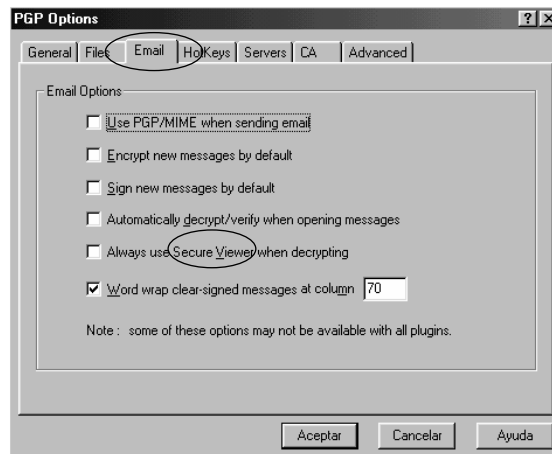 PGP Options
General Files Email HotKeys Servers CA Advanced
Email Options
Use PGP/MIME when sending email
Encrypt new messages by default
Sign new messages by default
Automatically decrypt/verify when opening messages
Always use Secure Viewer when decrypting
Word wrap clear-signed messages at column 70
Note : some of these options may not be available with all plugins.
Aceptar Cancelar Ayuda